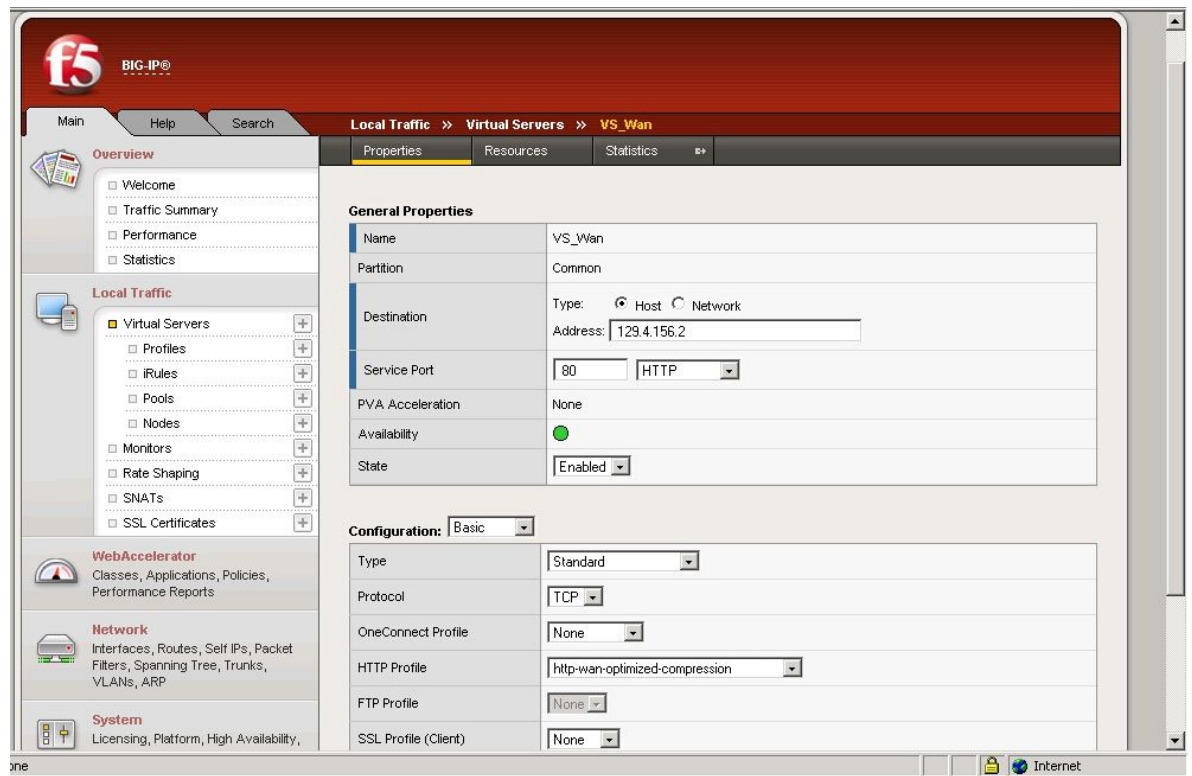 f5
BIG-IP®
Main Help Search
Local Traffic » Virtual Servers » VS_Wan
Properties Resources Statistics
Overview
Welcome
Traffic Summary
Performance
Statistics
Local Traffic
Virtual Servers
Profiles
iRules
Pools
Nodes
Monitors
Rate Shaping
SNATs
SSL Certificates
WebAccelerator
Classes, Applications, Policies,
Performance Reports
Network
Interfaces, Routes, Self IPs, Packet
Filters, Spanning Tree, Trunks,
VLANs, ARP
System
Licensing, Platform, High Availability,
General Properties
Name VS_Wan
Partition Common
Destination
Type: Host Network
Address: 129.4.156.2
Service Port 80 HTTP
PVA Acceleration None
Availability
State Enabled
Configuration: Basic
Type Standard
Protocol TCP
OneConnect Profile None
HTTP Profile http-wan-optimized-compression
FTP Profile None
SSL Profile (Client) None
one
Internet